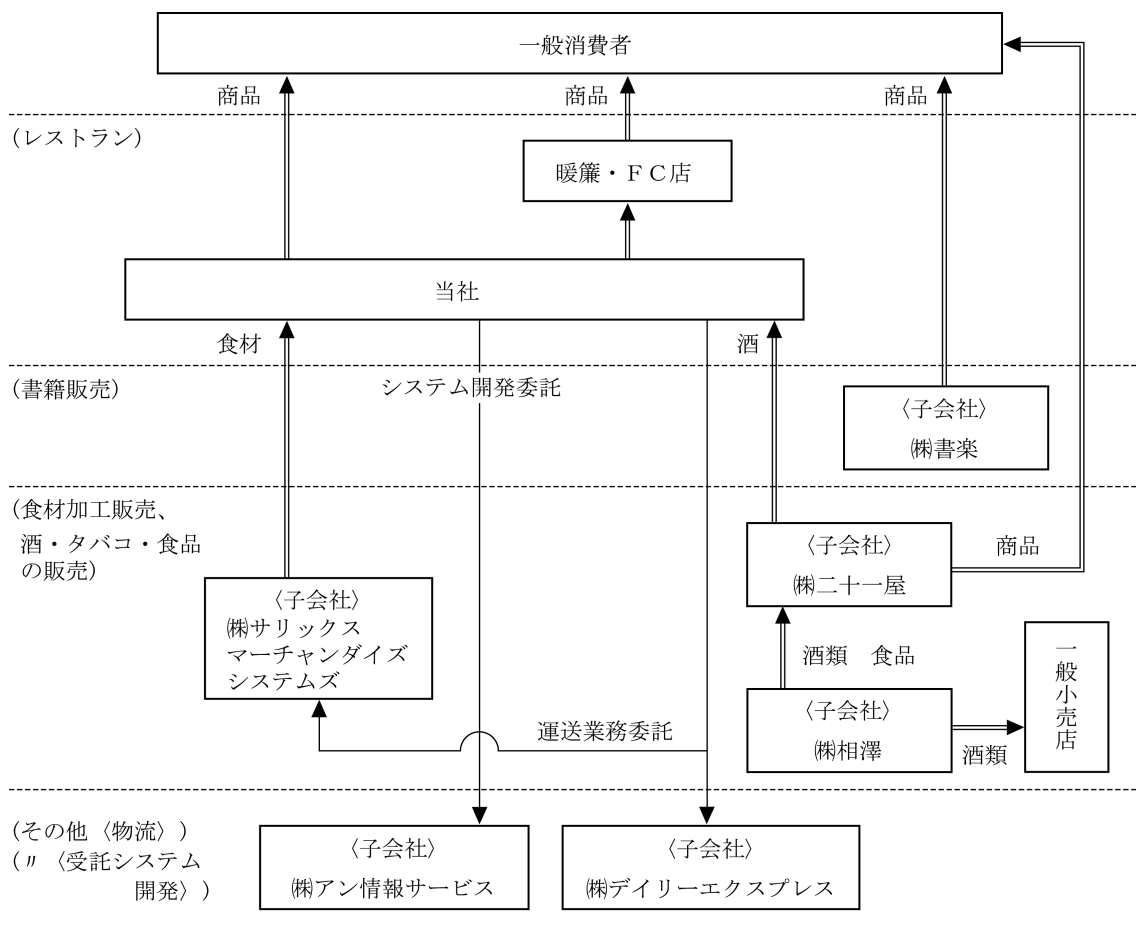 一般消費者
商品
商品
商品
（レストラン）
暖簾・ＦＣ店
当社
食材
酒
（書籍販売）
システム開発委託
〈子会社〉
㈱書楽
（食材加工販売、
酒・タバコ・食品
の販売）
〈子会社〉
㈱二十一屋
商品
〈子会社〉
㈱サリックス
マーチャンダイズ
システムズ
酒類　食品
一般小売店
〈子会社〉
㈱相澤
酒類
運送業務委託
（その他〈物流〉）
（〃〈受託システム
開発〉）
〈子会社〉
㈱アン情報サービス
〈子会社〉
㈱デイリーエクスプレス